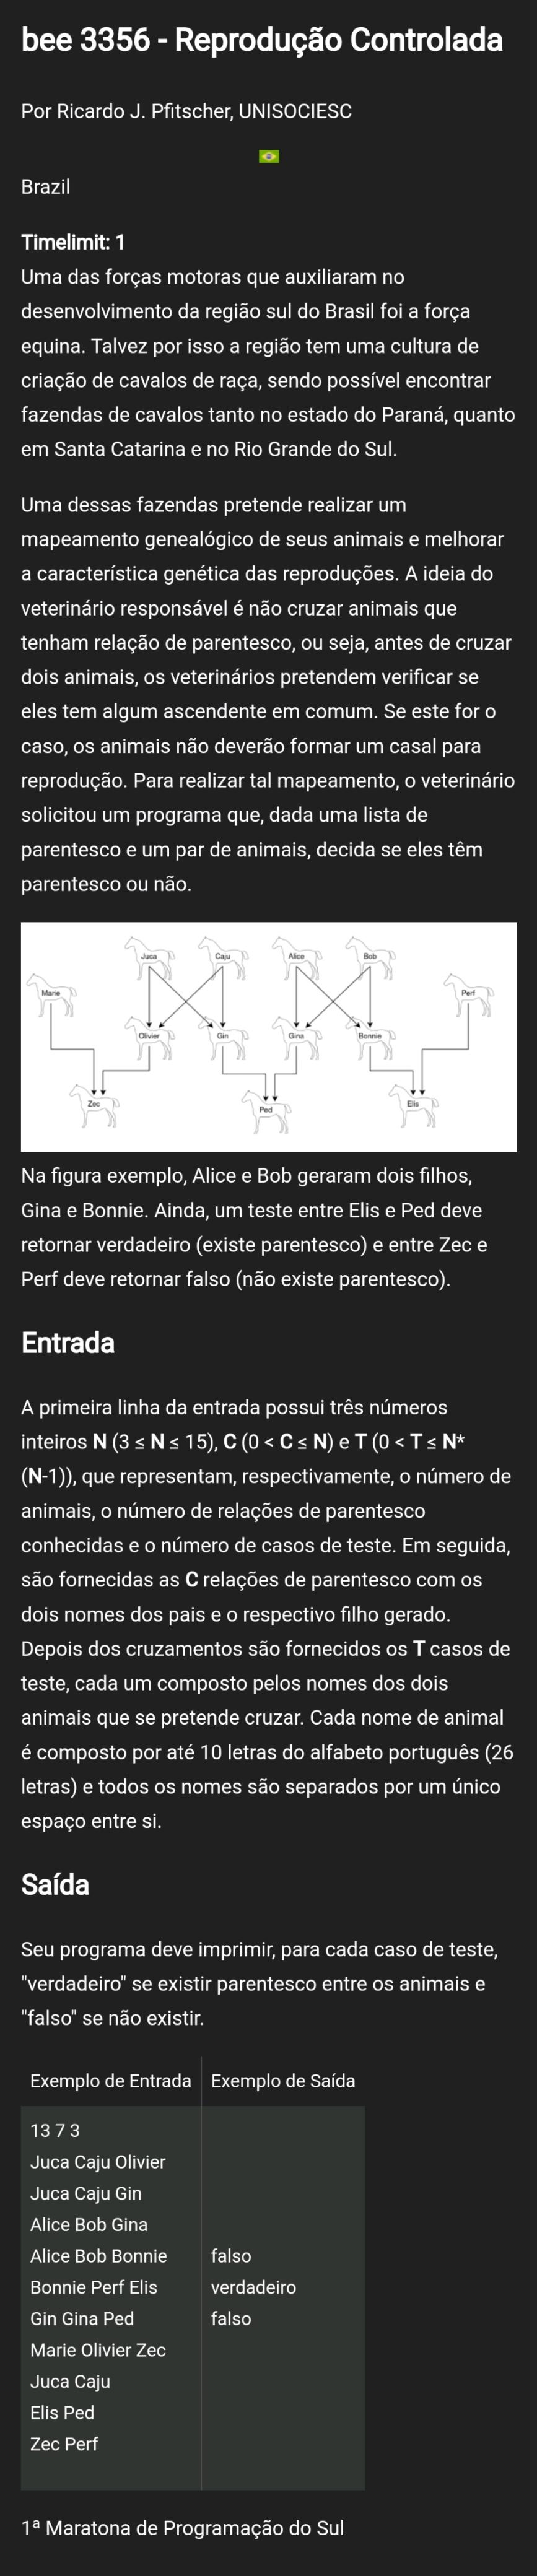 bee 3356 - Reprodução Controlada
Por Ricardo J. Pfitscher, UNISOCIESC
Brazil
Timelimit: 1
Uma das forças motoras que auxiliaram no
desenvolvimento da região sul do Brasil foi a força
equina. Talvez por isso a região tem uma cultura de
criação de cavalos de raça, sendo possível encontrar
fazendas de cavalos tanto no estado do Paraná, quanto
em Santa Catarina e no Rio Grande do Sul.
Uma dessas fazendas pretende realizar um
mapeamento genealógico de seus animais e melhorar
a característica genética das reproduções. A ideia do
veterinário responsável é não cruzar animais que
tenham relação de parentesco, ou seja, antes de cruzar
dois animais, os veterinários pretendem verificar se
eles tem algum ascendente em comum. Se este for o
caso, os animais não deverão formar um casal para
reprodução. Para realizar tal mapeamento, o veterinário
solicitou um programa que, dada uma lista de
parentesco e um par de animais, decida se eles têm
parentesco ou não.
Juca Caju Alice Bob
Marie Perf
Olivier Gin Gina Bonnie
Zec Ped Elis
Na figura exemplo, Alice e Bob geraram dois filhos,
Gina e Bonnie. Ainda, um teste entre Elis e Ped deve
retornar verdadeiro (existe parentesco) e entre Zec e
Perf deve retornar falso (não existe parentesco).
Entrada
A primeira linha da entrada possui três números
inteiros N (3 ≤ N ≤ 15), C (0 < C ≤ N) e T (0 < T ≤ N*
(N-1)), que representam, respectivamente, o número de
animais, o número de relações de parentesco
conhecidas e o número de casos de teste. Em seguida,
são fornecidas as C relações de parentesco com os
dois nomes dos pais e o respectivo filho gerado.
Depois dos cruzamentos são fornecidos os T casos de
teste, cada um composto pelos nomes dos dois
animais que se pretende cruzar. Cada nome de animal
é composto por até 10 letras do alfabeto português (26
letras) e todos os nomes são separados por um único
espaço entre si.
Saída
Seu programa deve imprimir, para cada caso de teste,
"verdadeiro" se existir parentesco entre os animais e
"falso" se não existir.
Exemplo de Entrada Exemplo de Saída
13 7 3
Juca Caju Olivier
Juca Caju Gin
Alice Bob Gina
Alice Bob Bonnie falso
Bonnie Perf Elis verdadeiro
Gin Gina Ped falso
Marie Olivier Zec
Juca Caju
Elis Ped
Zec Perf
1ª Maratona de Programação do Sul